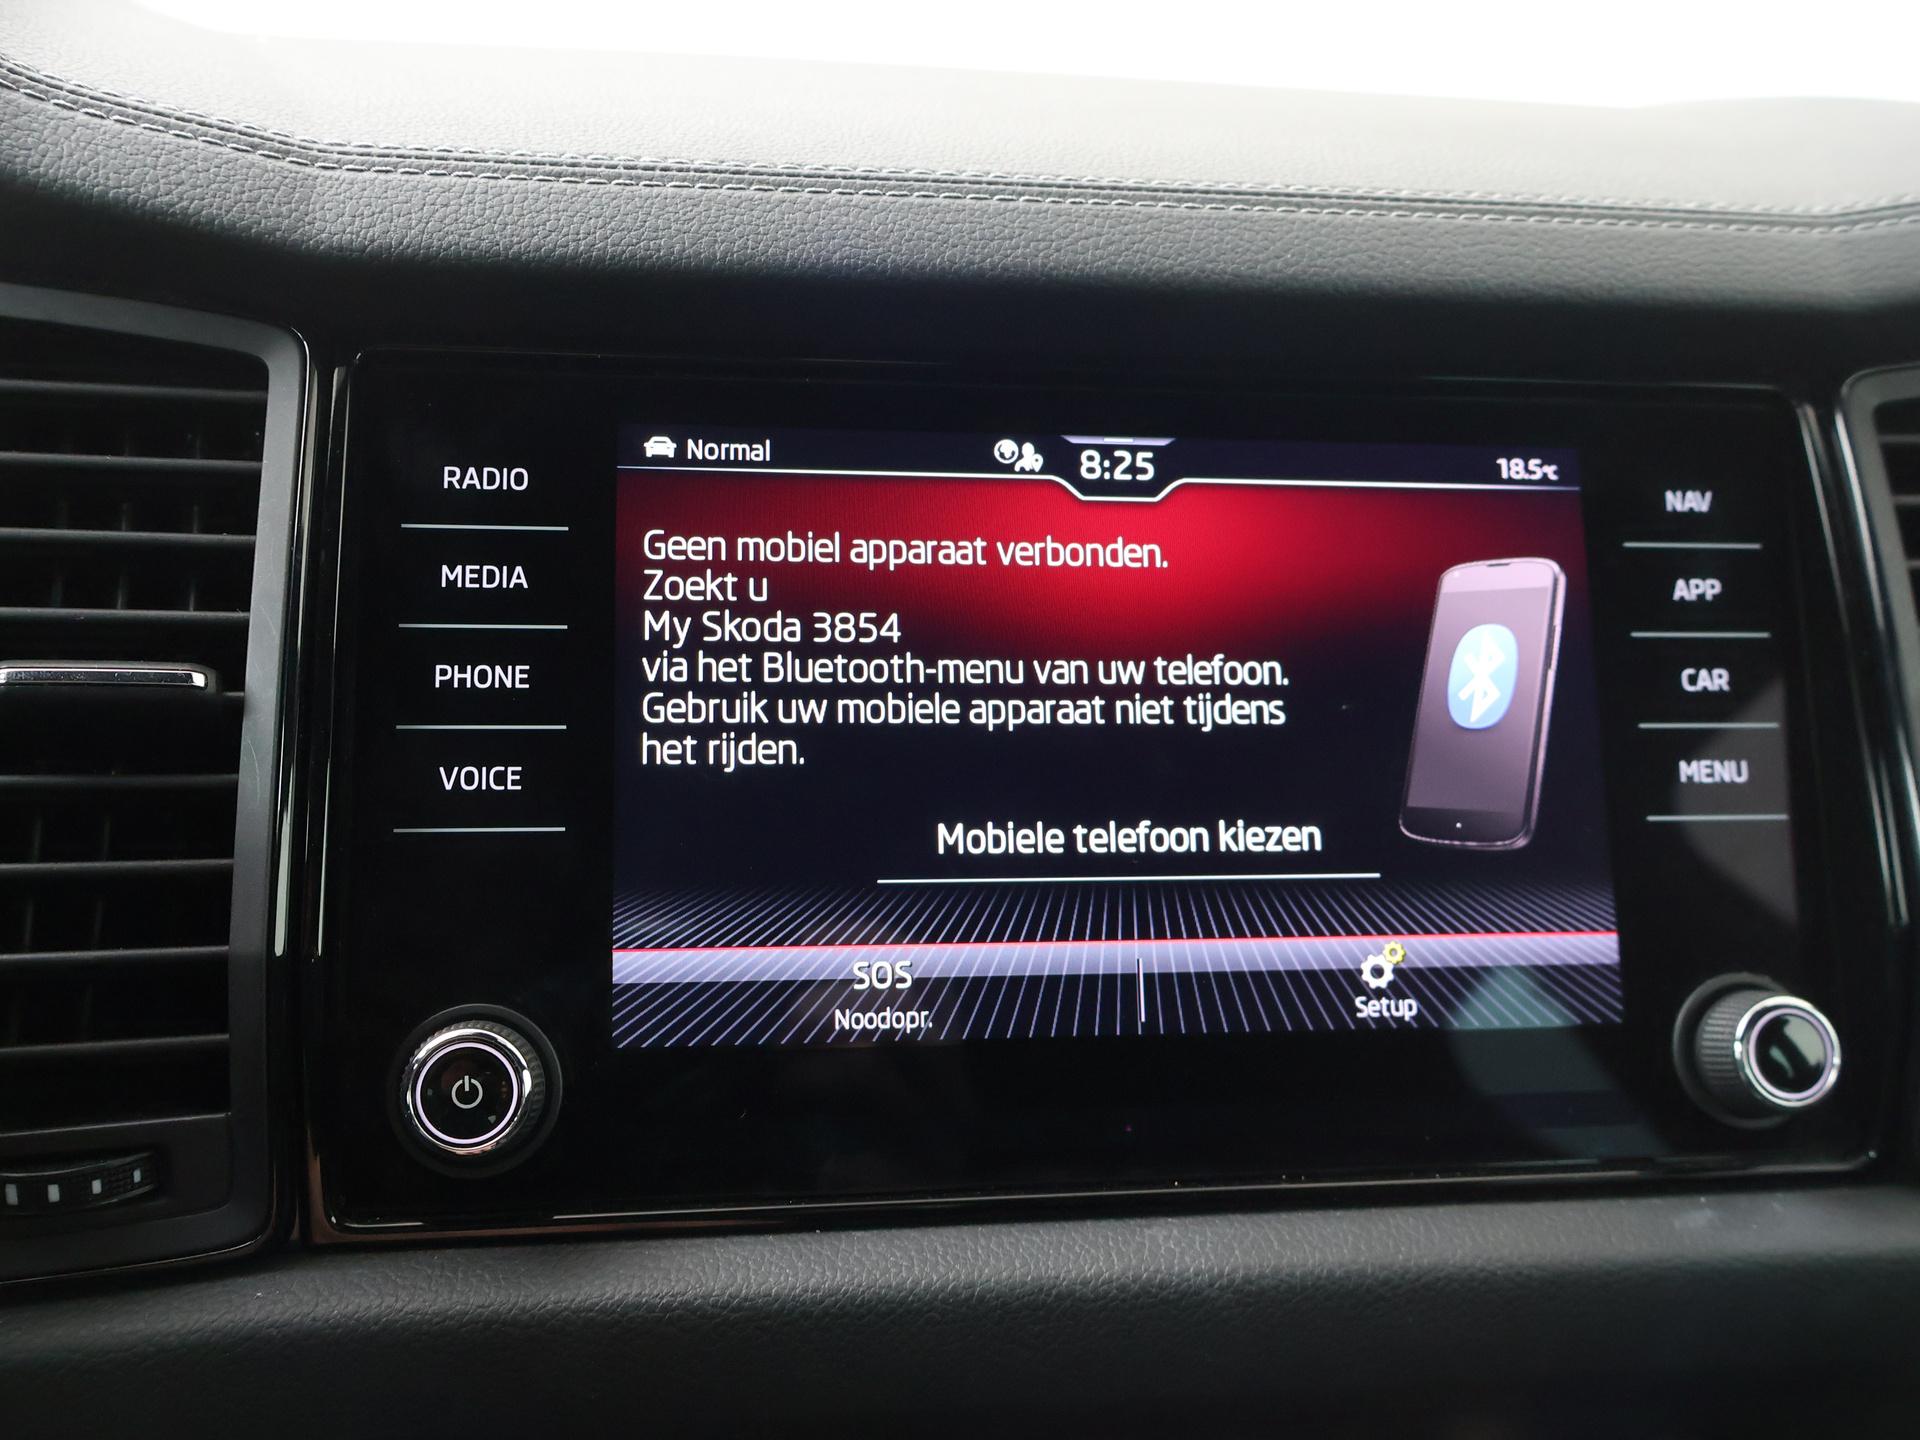 Normal
8:25
18.5°C
RADIO
MEDIA
PHONE
VOICE
Geen mobiel apparaat verbonden.
Zoekt u
My Skoda 3854
via het Bluetooth-menu van uw telefoon.
Gebruik uw mobiele apparaat niet tijdens
het rijden.
Mobiele telefoon kiezen
SOS
Noodopr.
Setup
NAV
APP
CAR
MENU